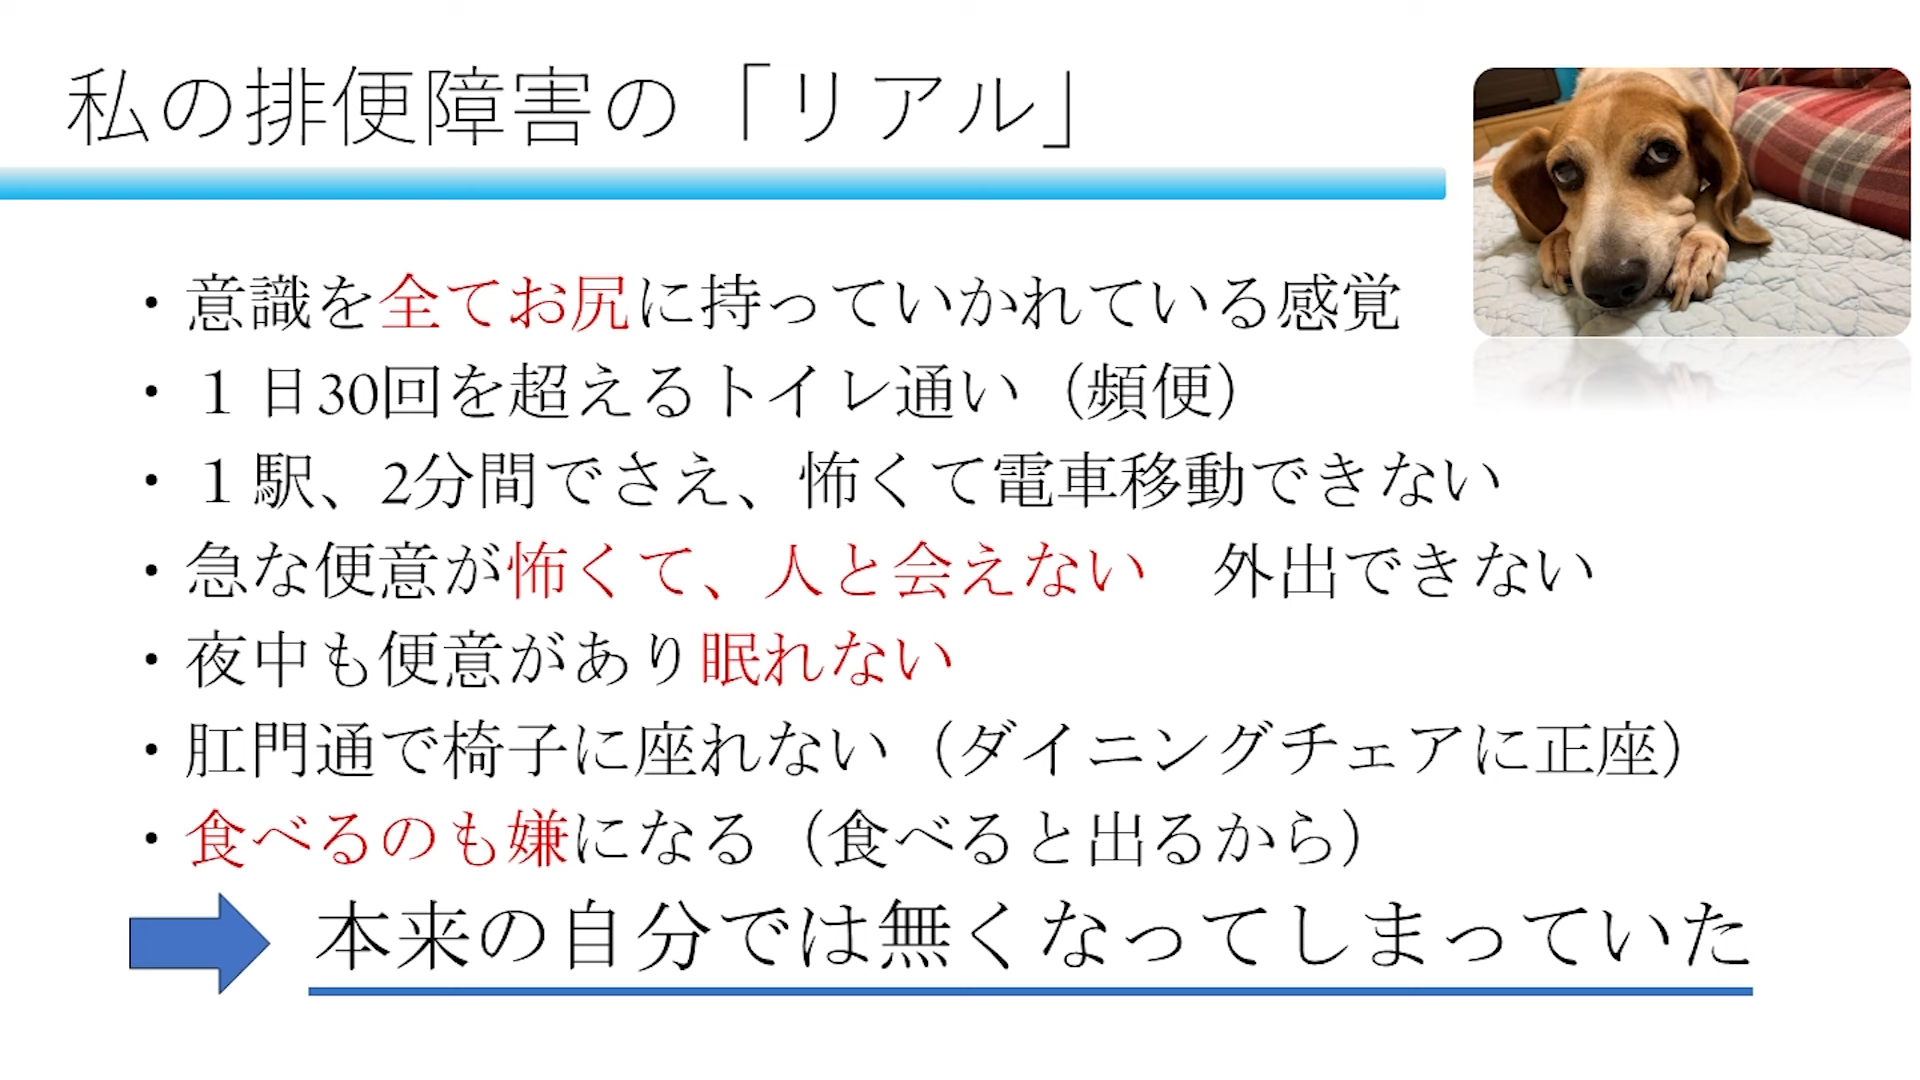 私の排便障害の「リアル」
・意識を全てお尻に持っていかれている感覚
・１日30回を超えるトイレ通い（頻便）
・１駅、2分間でさえ、怖くて電車移動できない
・急な便意が怖くて、人と会えない　外出できない
・夜中も便意があり眠れない
・肛門通で椅子に座れない（ダイニングチェアに正座）
・食べるのも嫌になる（食べると出るから）
本来の自分では無くなってしまっていた